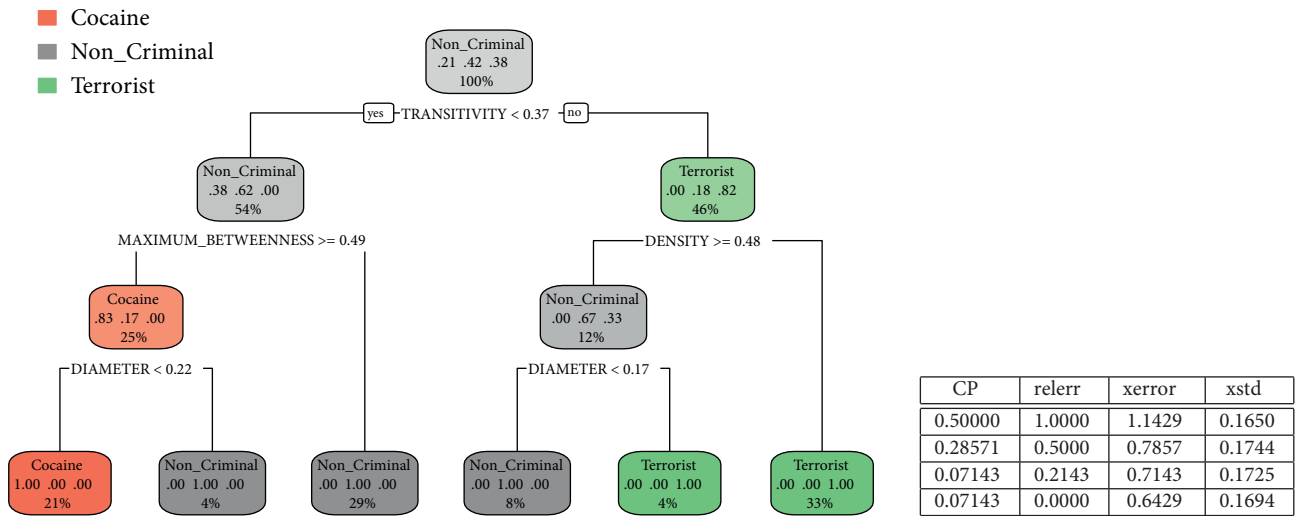 Cocaine
Non_Criminal
Terrorist
Non_Criminal
.21 .42 .38
100%
yes TRANSITIVITY < 0.37 no
Non_Criminal
.38 .62 .00
54%
Terrorist
.00 .18 .82
46%
MAXIMUM_BETWEENNESS >= 0.49
DENSITY >= 0.48
Cocaine
.83 .17 .00
25%
Non_Criminal
.00 .67 .33
12%
DIAMETER < 0.22
DIAMETER < 0.17
Cocaine
1.00 .00 .00
21%
Non_Criminal
.00 1.00 .00
4%
Non_Criminal
.00 1.00 .00
29%
Non_Criminal
.00 1.00 .00
8%
Terrorist
.00 .00 1.00
4%
Terrorist
.00 .00 1.00
33%
CP relerr xerror xstd
0.50000 1.0000 1.1429 0.1650
0.28571 0.5000 0.7857 0.1744
0.07143 0.2143 0.7143 0.1725
0.07143 0.0000 0.6429 0.1694